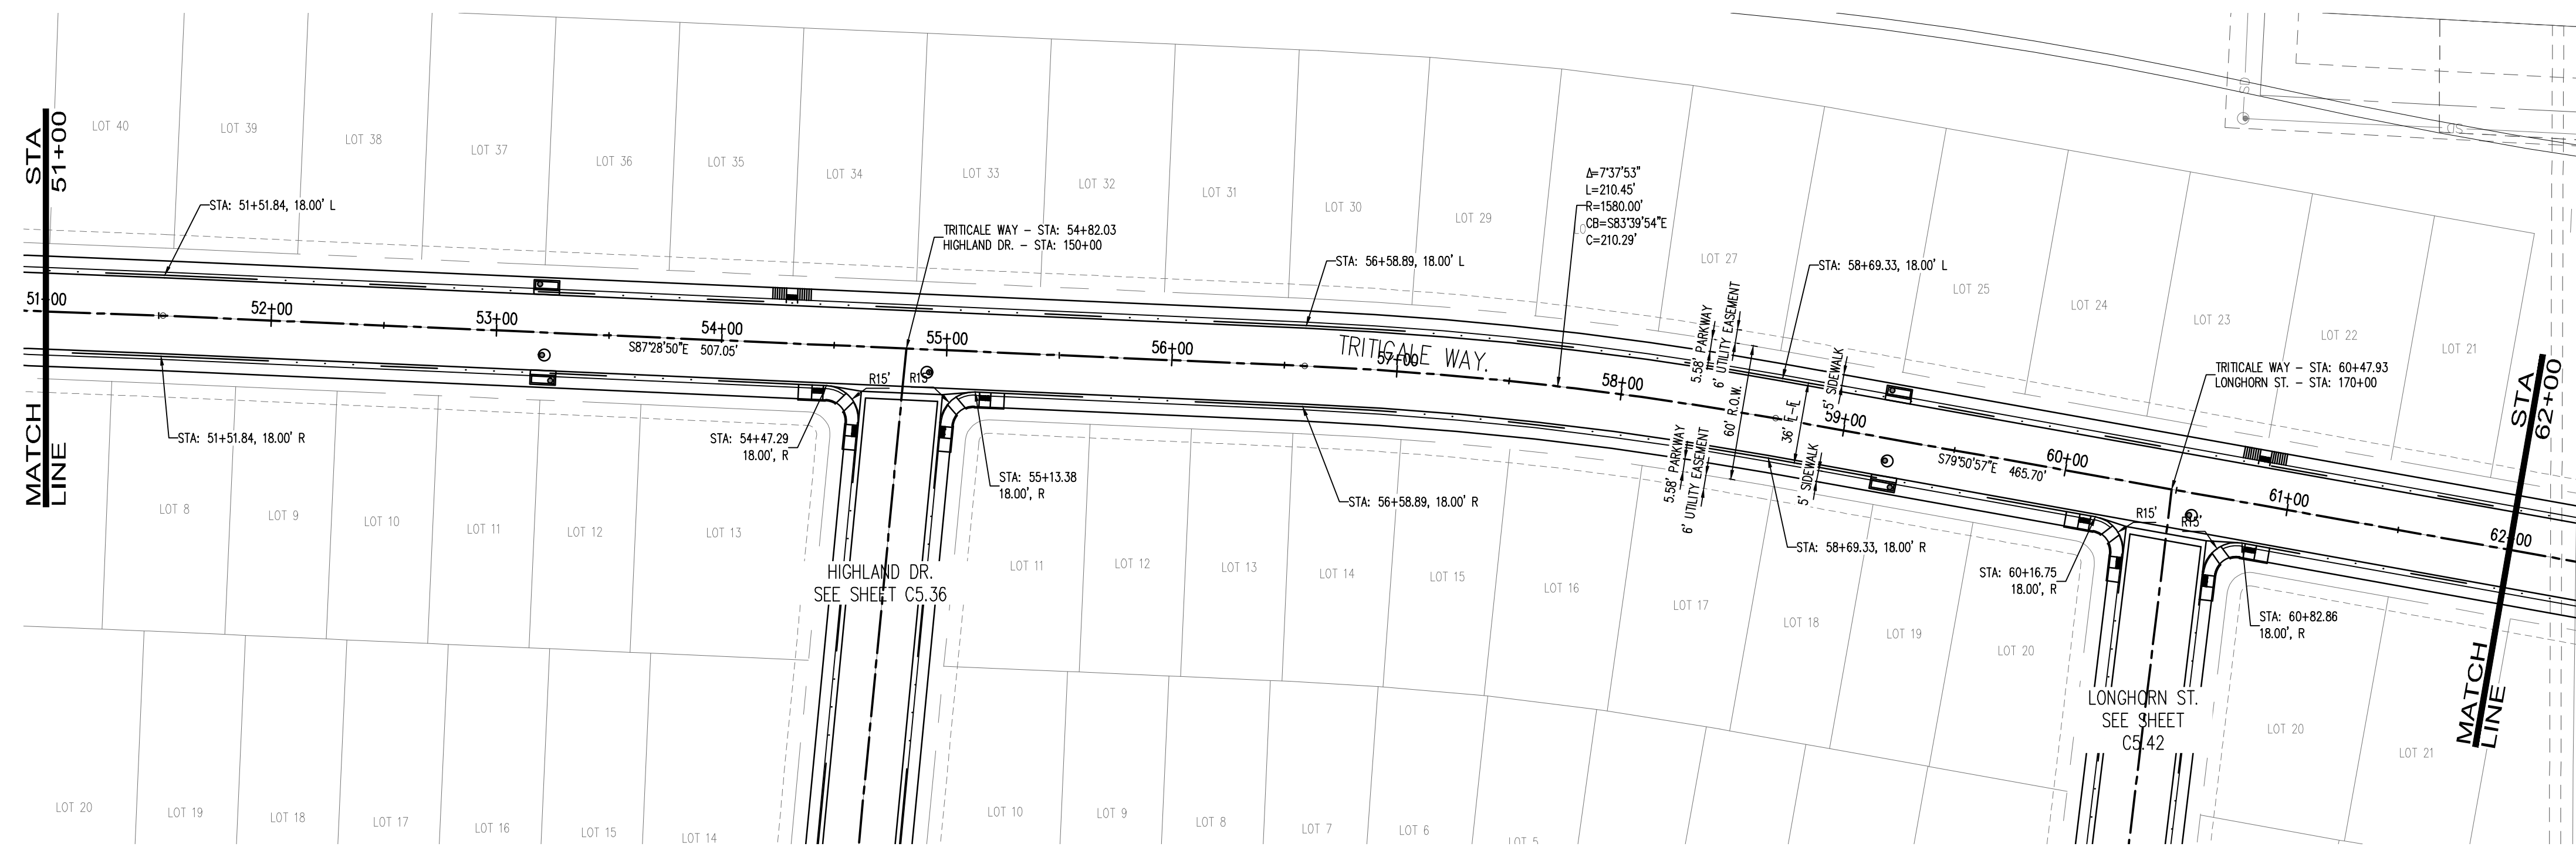 STA
51+00
MATCH
LINE
LOT 40
LOT 39
LOT 38
LOT 37
LOT 36
LOT 35
LOT 34
LOT 33
LOT 32
LOT 31
LOT 30
LOT 29
LO
LOT 27
LOT 25
LOT 24
LOT 23
LOT 22
LOT 21
SD
SD
STA: 51+51.84, 18.00' L
TRITICALE WAY - STA: 54+82.03
HIGHLAND DR. - STA: 150+00
STA: 56+58.89, 18.00' L
Δ=7°37'53"
L=210.45'
R=1580.00'
CB=S83°39'54"E
C=210.29'
STA: 58+69.33, 18.00' L
TRITICALE WAY - STA: 60+47.93
LONGHORN ST. - STA: 170+00
51+00
52+00
53+00
54+00
55+00
56+00
57+00
58+00
59+00
60+00
61+00
62+00
S87°28'50"E 507.05'
TRITICALE WAY.
S79°50'57"E 465.70'
5.58' PARKWAY
6' UTILITY EASEMENT
60' R.O.W.
36' L-L
5' SIDEWALK
5.58' PARKWAY
6' UTILITY EASEMENT
5' SIDEWALK
R15'
R15'
R15'
R15'
STA: 51+51.84, 18.00' R
STA: 54+47.29
18.00', R
STA: 55+13.38
18.00', R
STA: 56+58.89, 18.00' R
STA: 58+69.33, 18.00' R
STA: 60+16.75
18.00', R
STA: 60+82.86
18.00', R
LOT 8
LOT 9
LOT 10
LOT 11
LOT 12
LOT 13
HIGHLAND DR.
SEE SHEET C5.36
LOT 11
LOT 12
LOT 13
LOT 14
LOT 15
LOT 16
LOT 17
LOT 18
LOT 19
LOT 20
LONGHORN ST.
SEE SHEET
C5.42
LOT 20
LOT 21
STA
62+00
MATCH
LINE
LOT 20
LOT 19
LOT 18
LOT 17
LOT 16
LOT 15
LOT 14
LOT 10
LOT 9
LOT 8
LOT 7
LOT 6
LOT 5